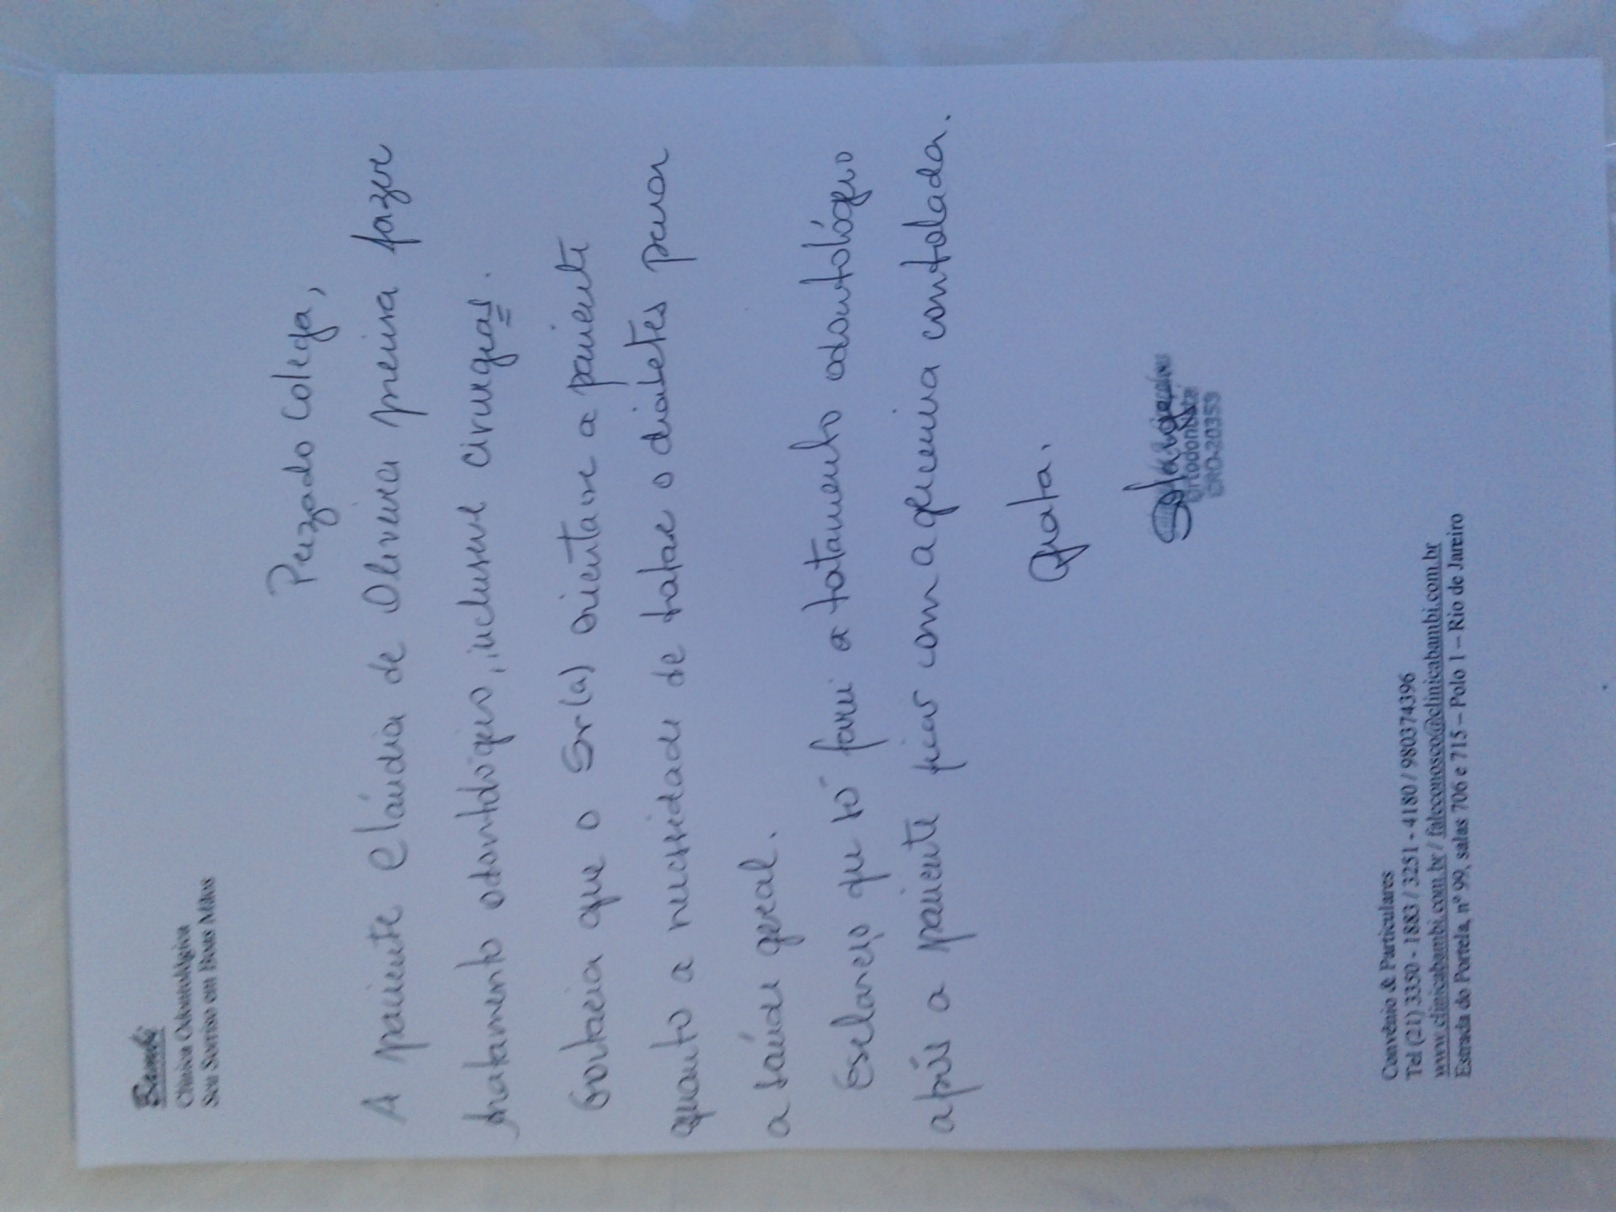 Bambi
Clínica Odontológica
Seu Sorriso em Boas Mãos
Prezado Colega,
A paciente Cláudia de Oliveira precisa fazer
tratamento odontológico, inclusive cirurgias.
Gostaria que o Sr(a) orientasse a paciente
quanto a necessidade de tratar o diabetes para
a saúde geral.
Esclareço que só farei o tratamento odontológico
após a paciente ficar com a glicemia controlada.
Grata.
Ortodontista
CRO-20359
Convênio & Particulares
Tel (21) 3350 - 1883 / 3251 - 4180 / 980374396
www.clinicabambi.com.br / faleconosco@clinicabambi.com.br
Estrada do Portela, nº 99, salas 706 e 715 – Polo 1 – Rio de Janeiro